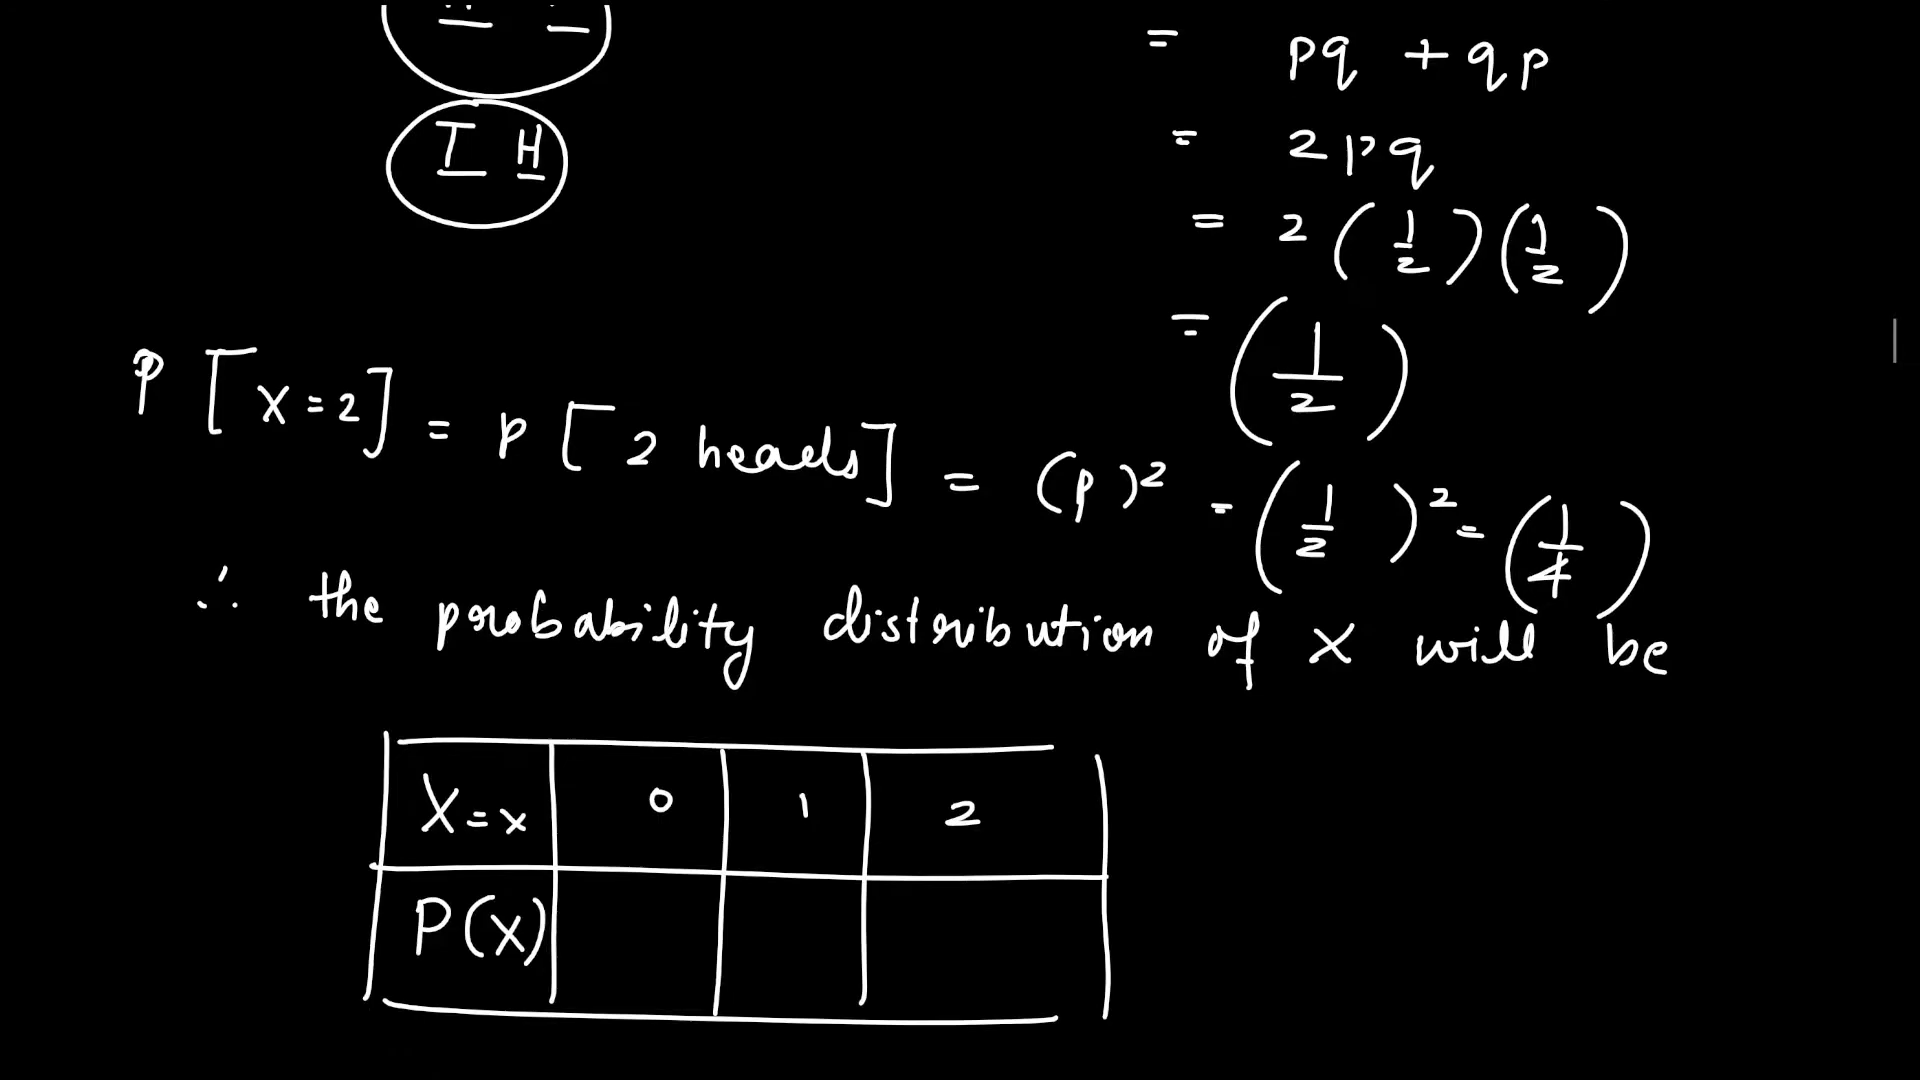 = pq + qp
T H
= 2pq
= 2 (1/2) (1/2)
= (1/2)
P [X = 2] = P [2 heads] = (p)² = (1/2)² = (1/4)
∴ the probability distribution of X will be
X = x 0 1 2
P(X)